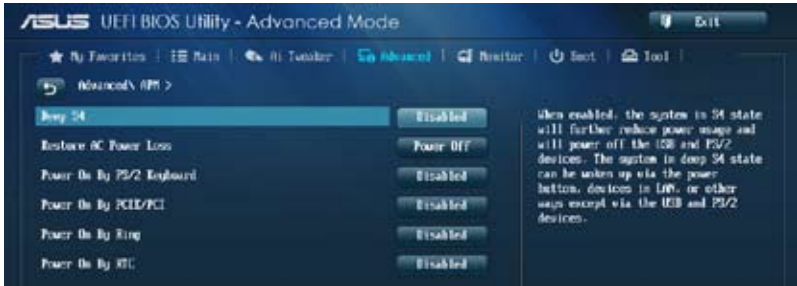 ASUS UEFI BIOS Utility - Advanced Mode
Exit
My Favorites Main Ai Tweaker Advanced Monitor Boot Tool
Advanced\ APM >
Deep S4 Disabled
Restore AC Power Loss Power Off
Power On By PS/2 Keyboard Disabled
Power On By PCIE/PCI Disabled
Power On By Ring Disabled
Power On By RTC Disabled
When enabled, the system in S4 state
will further reduce power usage and
will power off the USB and PS/2
devices. The system in deep S4 state
can be woken up via the power
button, devices in LAN, or other
ways except via the USB and PS/2
devices.